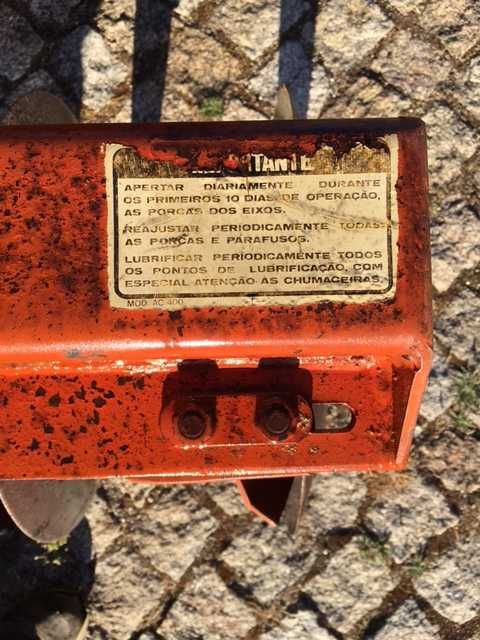 IMPORTANTE
APERTAR DIARIAMENTE DURANTE
OS PRIMEIROS 10 DIAS DE OPERAÇÃO,
AS PORCAS DOS EIXOS.
REAJUSTAR PERIODICAMENTE TODAS
AS PORCAS E PARAFUSOS.
LUBRIFICAR PERIODICAMENTE TODOS
OS PONTOS DE LUBRIFICAÇÃO, COM
ESPECIAL ATENÇÃO AS CHUMACEIRAS.
MOD. AC 400